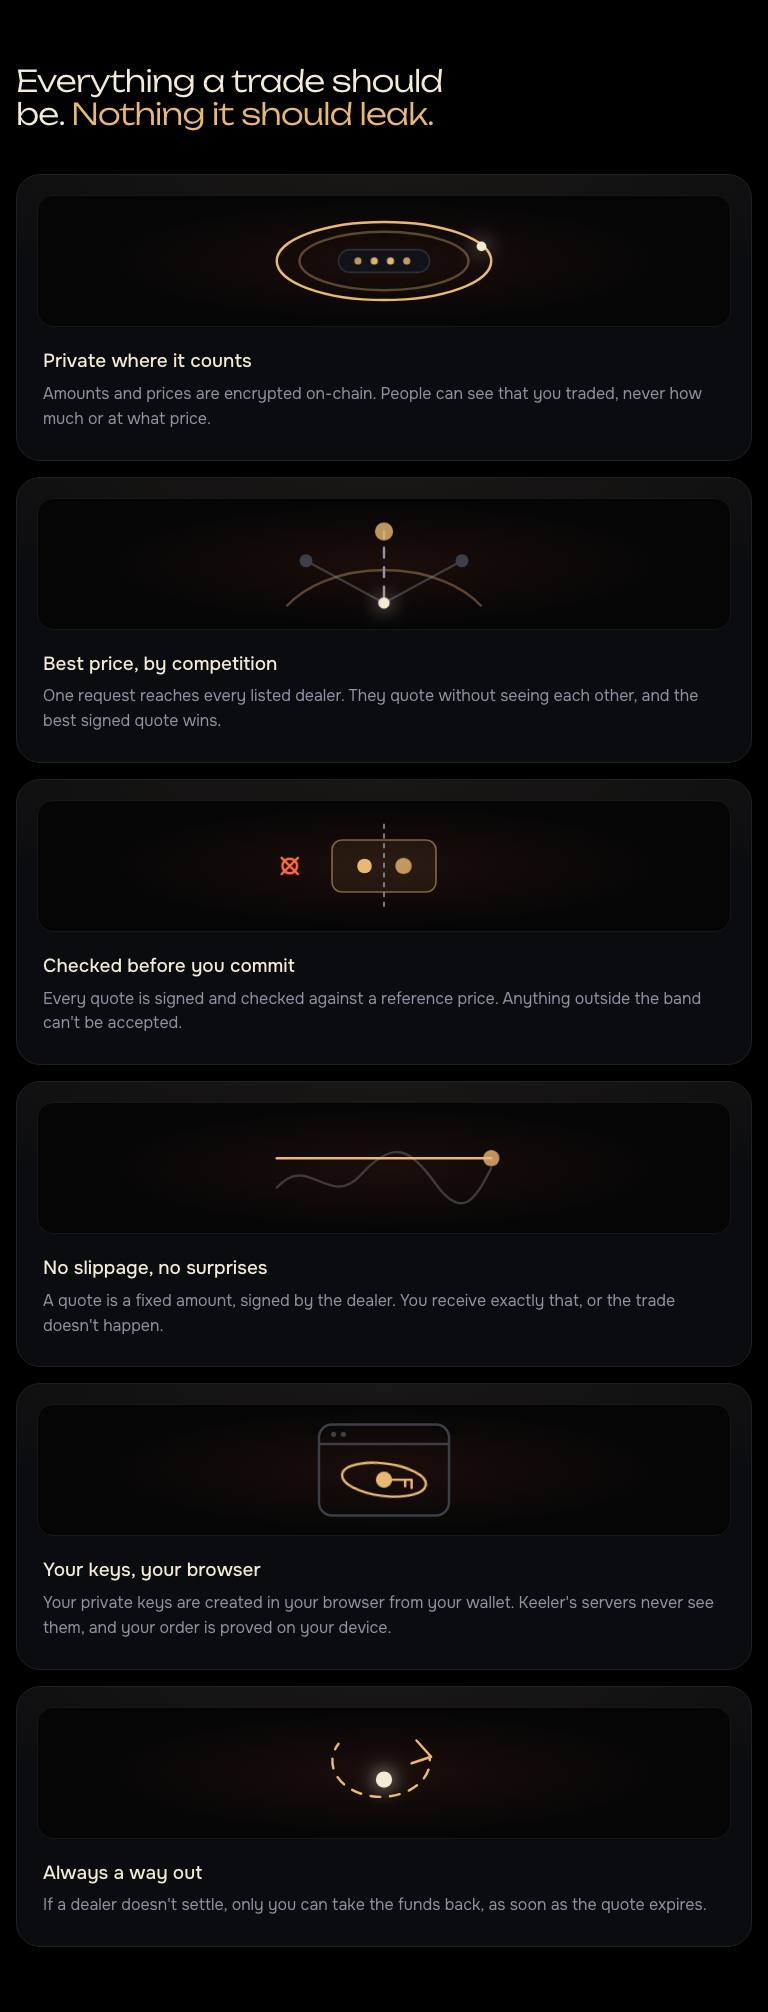 Everything a trade should
be. Nothing it should leak.
Private where it counts
Amounts and prices are encrypted on-chain. People can see that you traded, never how
much or at what price.
Best price, by competition
One request reaches every listed dealer. They quote without seeing each other, and the
best signed quote wins.
Checked before you commit
Every quote is signed and checked against a reference price. Anything outside the band
can't be accepted.
No slippage, no surprises
A quote is a fixed amount, signed by the dealer. You receive exactly that, or the trade
doesn't happen.
Your keys, your browser
Your private keys are created in your browser from your wallet. Keeler's servers never see
them, and your order is proved on your device.
Always a way out
If a dealer doesn't settle, only you can take the funds back, as soon as the quote expires.